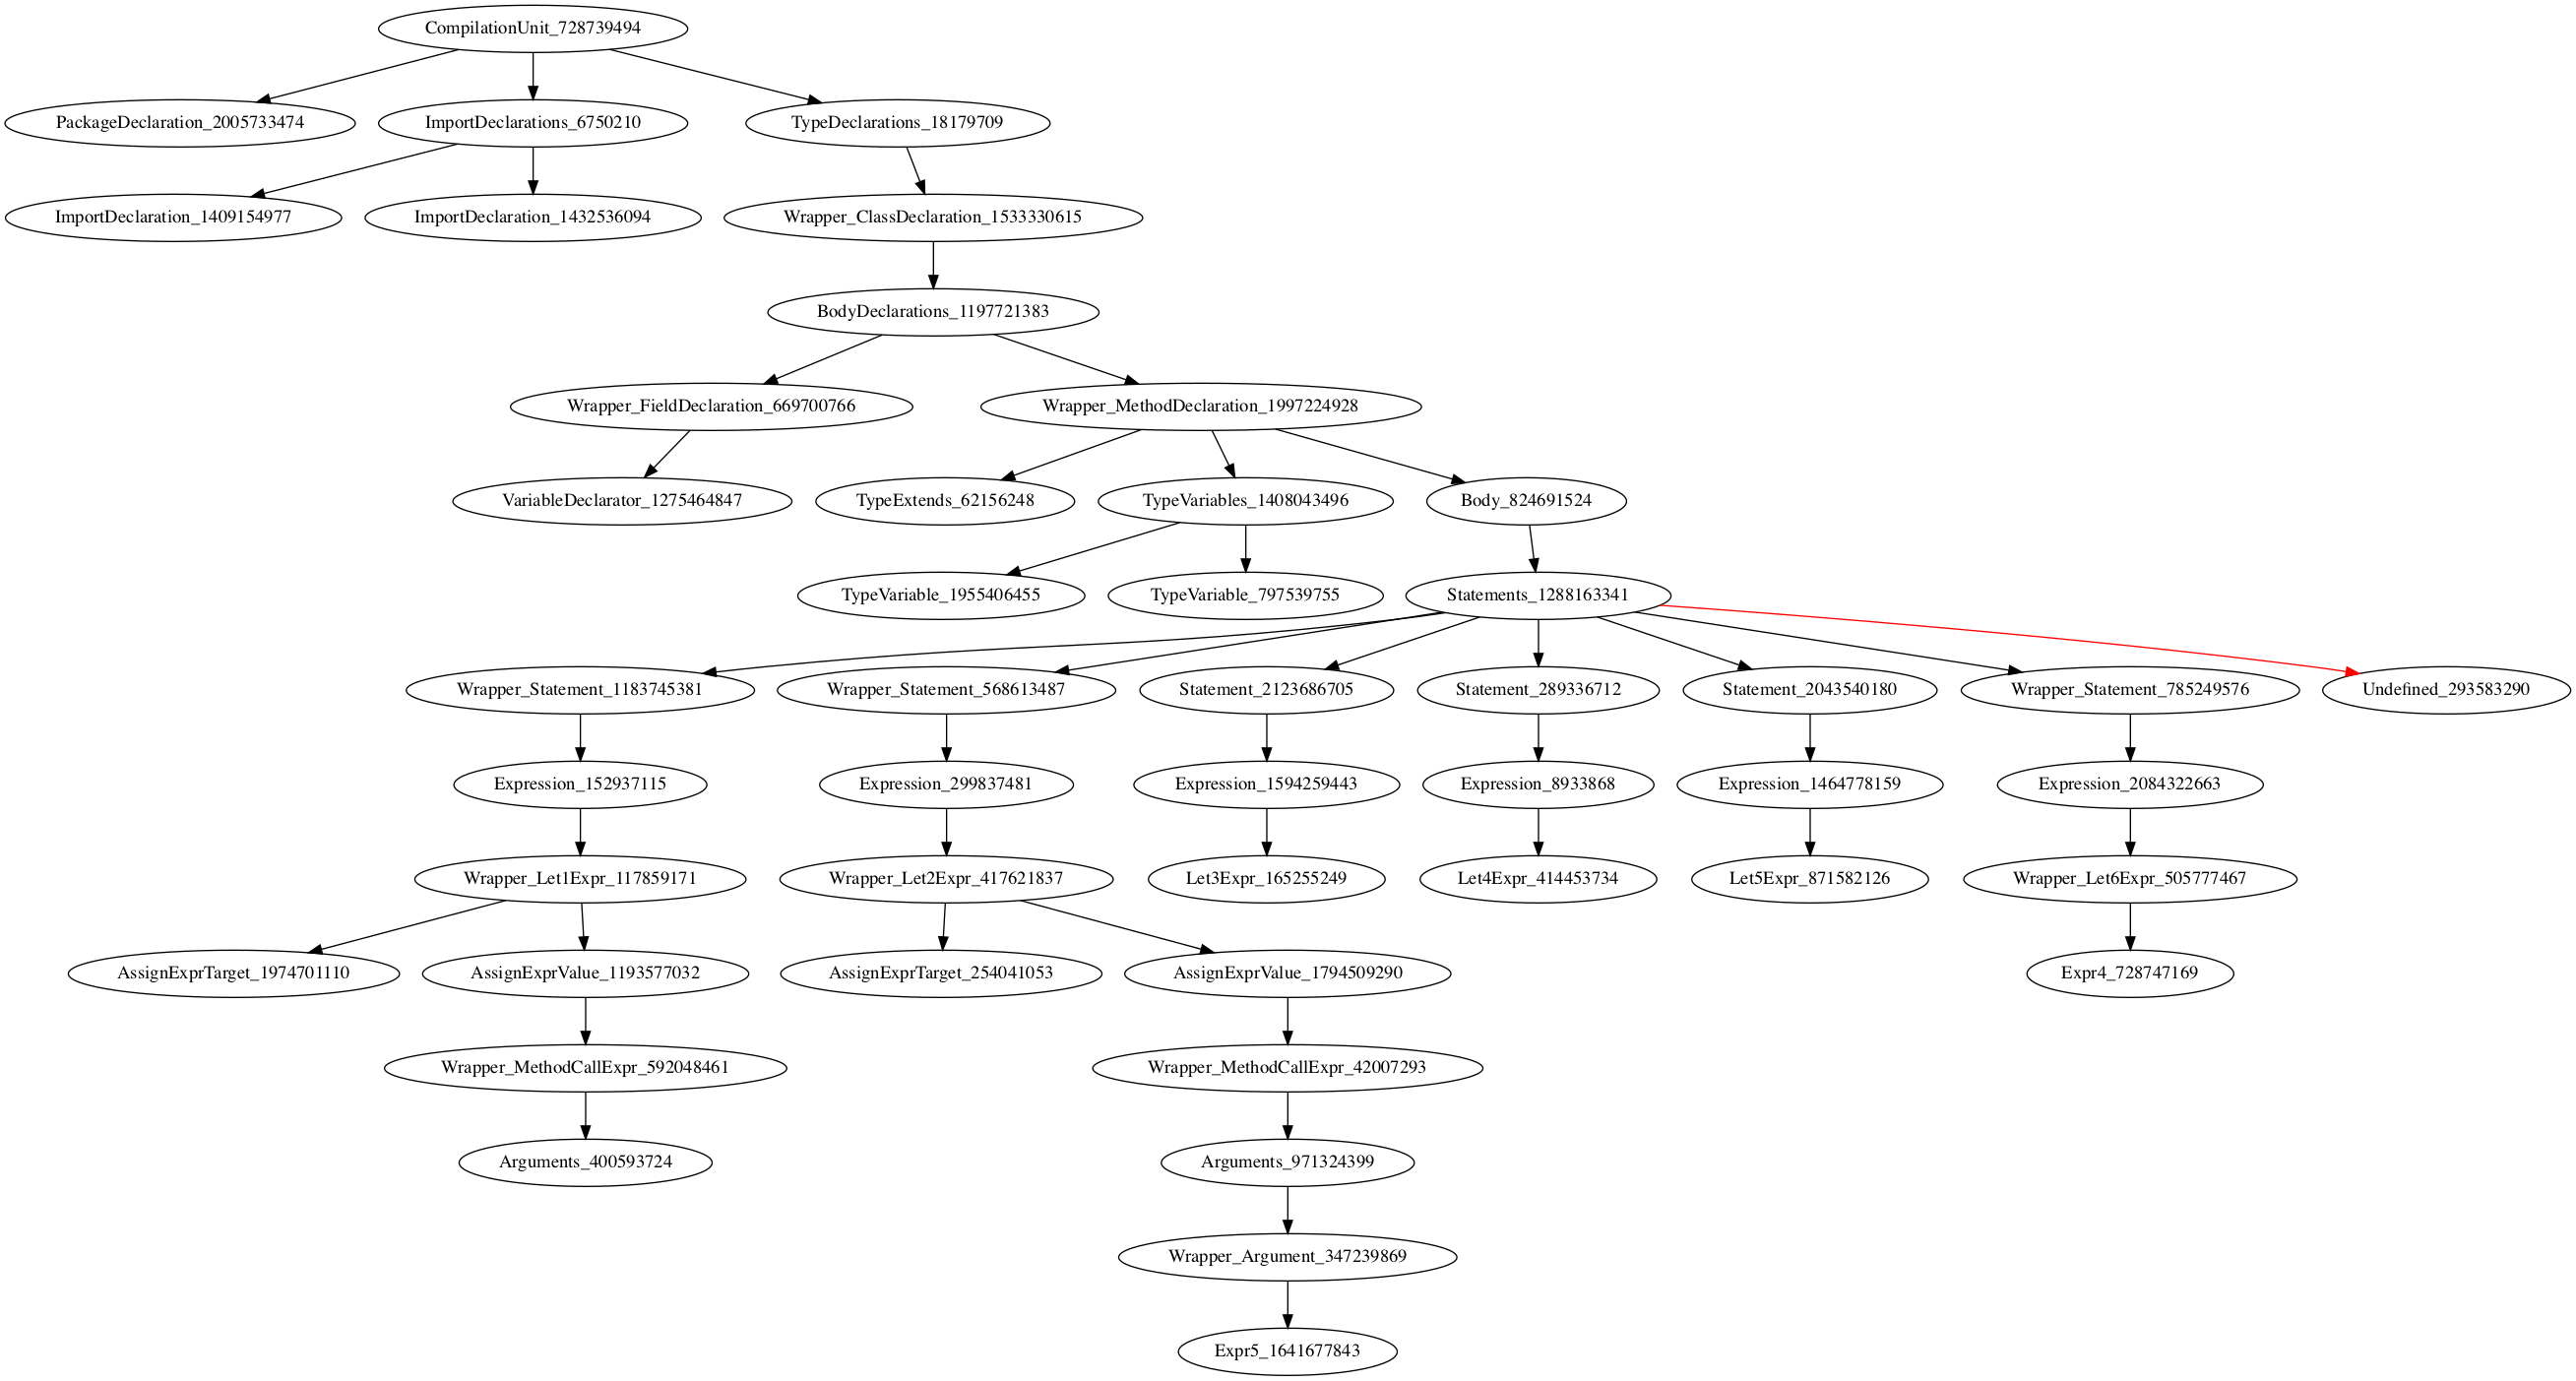 CompilationUnit_728739494
PackageDeclaration_2005733474
ImportDeclarations_6750210
TypeDeclarations_18179709
ImportDeclaration_1409154977
ImportDeclaration_1432536094
Wrapper_ClassDeclaration_1533330615
BodyDeclarations_1197721383
Wrapper_FieldDeclaration_669700766
Wrapper_MethodDeclaration_1997224928
VariableDeclarator_1275464847
TypeExtends_62156248
TypeVariables_1408043496
Body_824691524
TypeVariable_1955406455
TypeVariable_797539755
Statements_1288163341
Wrapper_Statement_1183745381
Wrapper_Statement_568613487
Statement_2123686705
Statement_289336712
Statement_2043540180
Wrapper_Statement_785249576
Undefined_293583290
Expression_152937115
Expression_299837481
Expression_1594259443
Expression_8933868
Expression_1464778159
Expression_2084322663
Wrapper_Let1Expr_117859171
Wrapper_Let2Expr_417621837
Let3Expr_165255249
Let4Expr_414453734
Let5Expr_871582126
Wrapper_Let6Expr_505777467
AssignExprTarget_1974701110
AssignExprValue_1193577032
AssignExprTarget_254041053
AssignExprValue_1794509290
Expr4_728747169
Wrapper_MethodCallExpr_592048461
Wrapper_MethodCallExpr_42007293
Arguments_400593724
Arguments_971324399
Wrapper_Argument_347239869
Expr5_1641677843